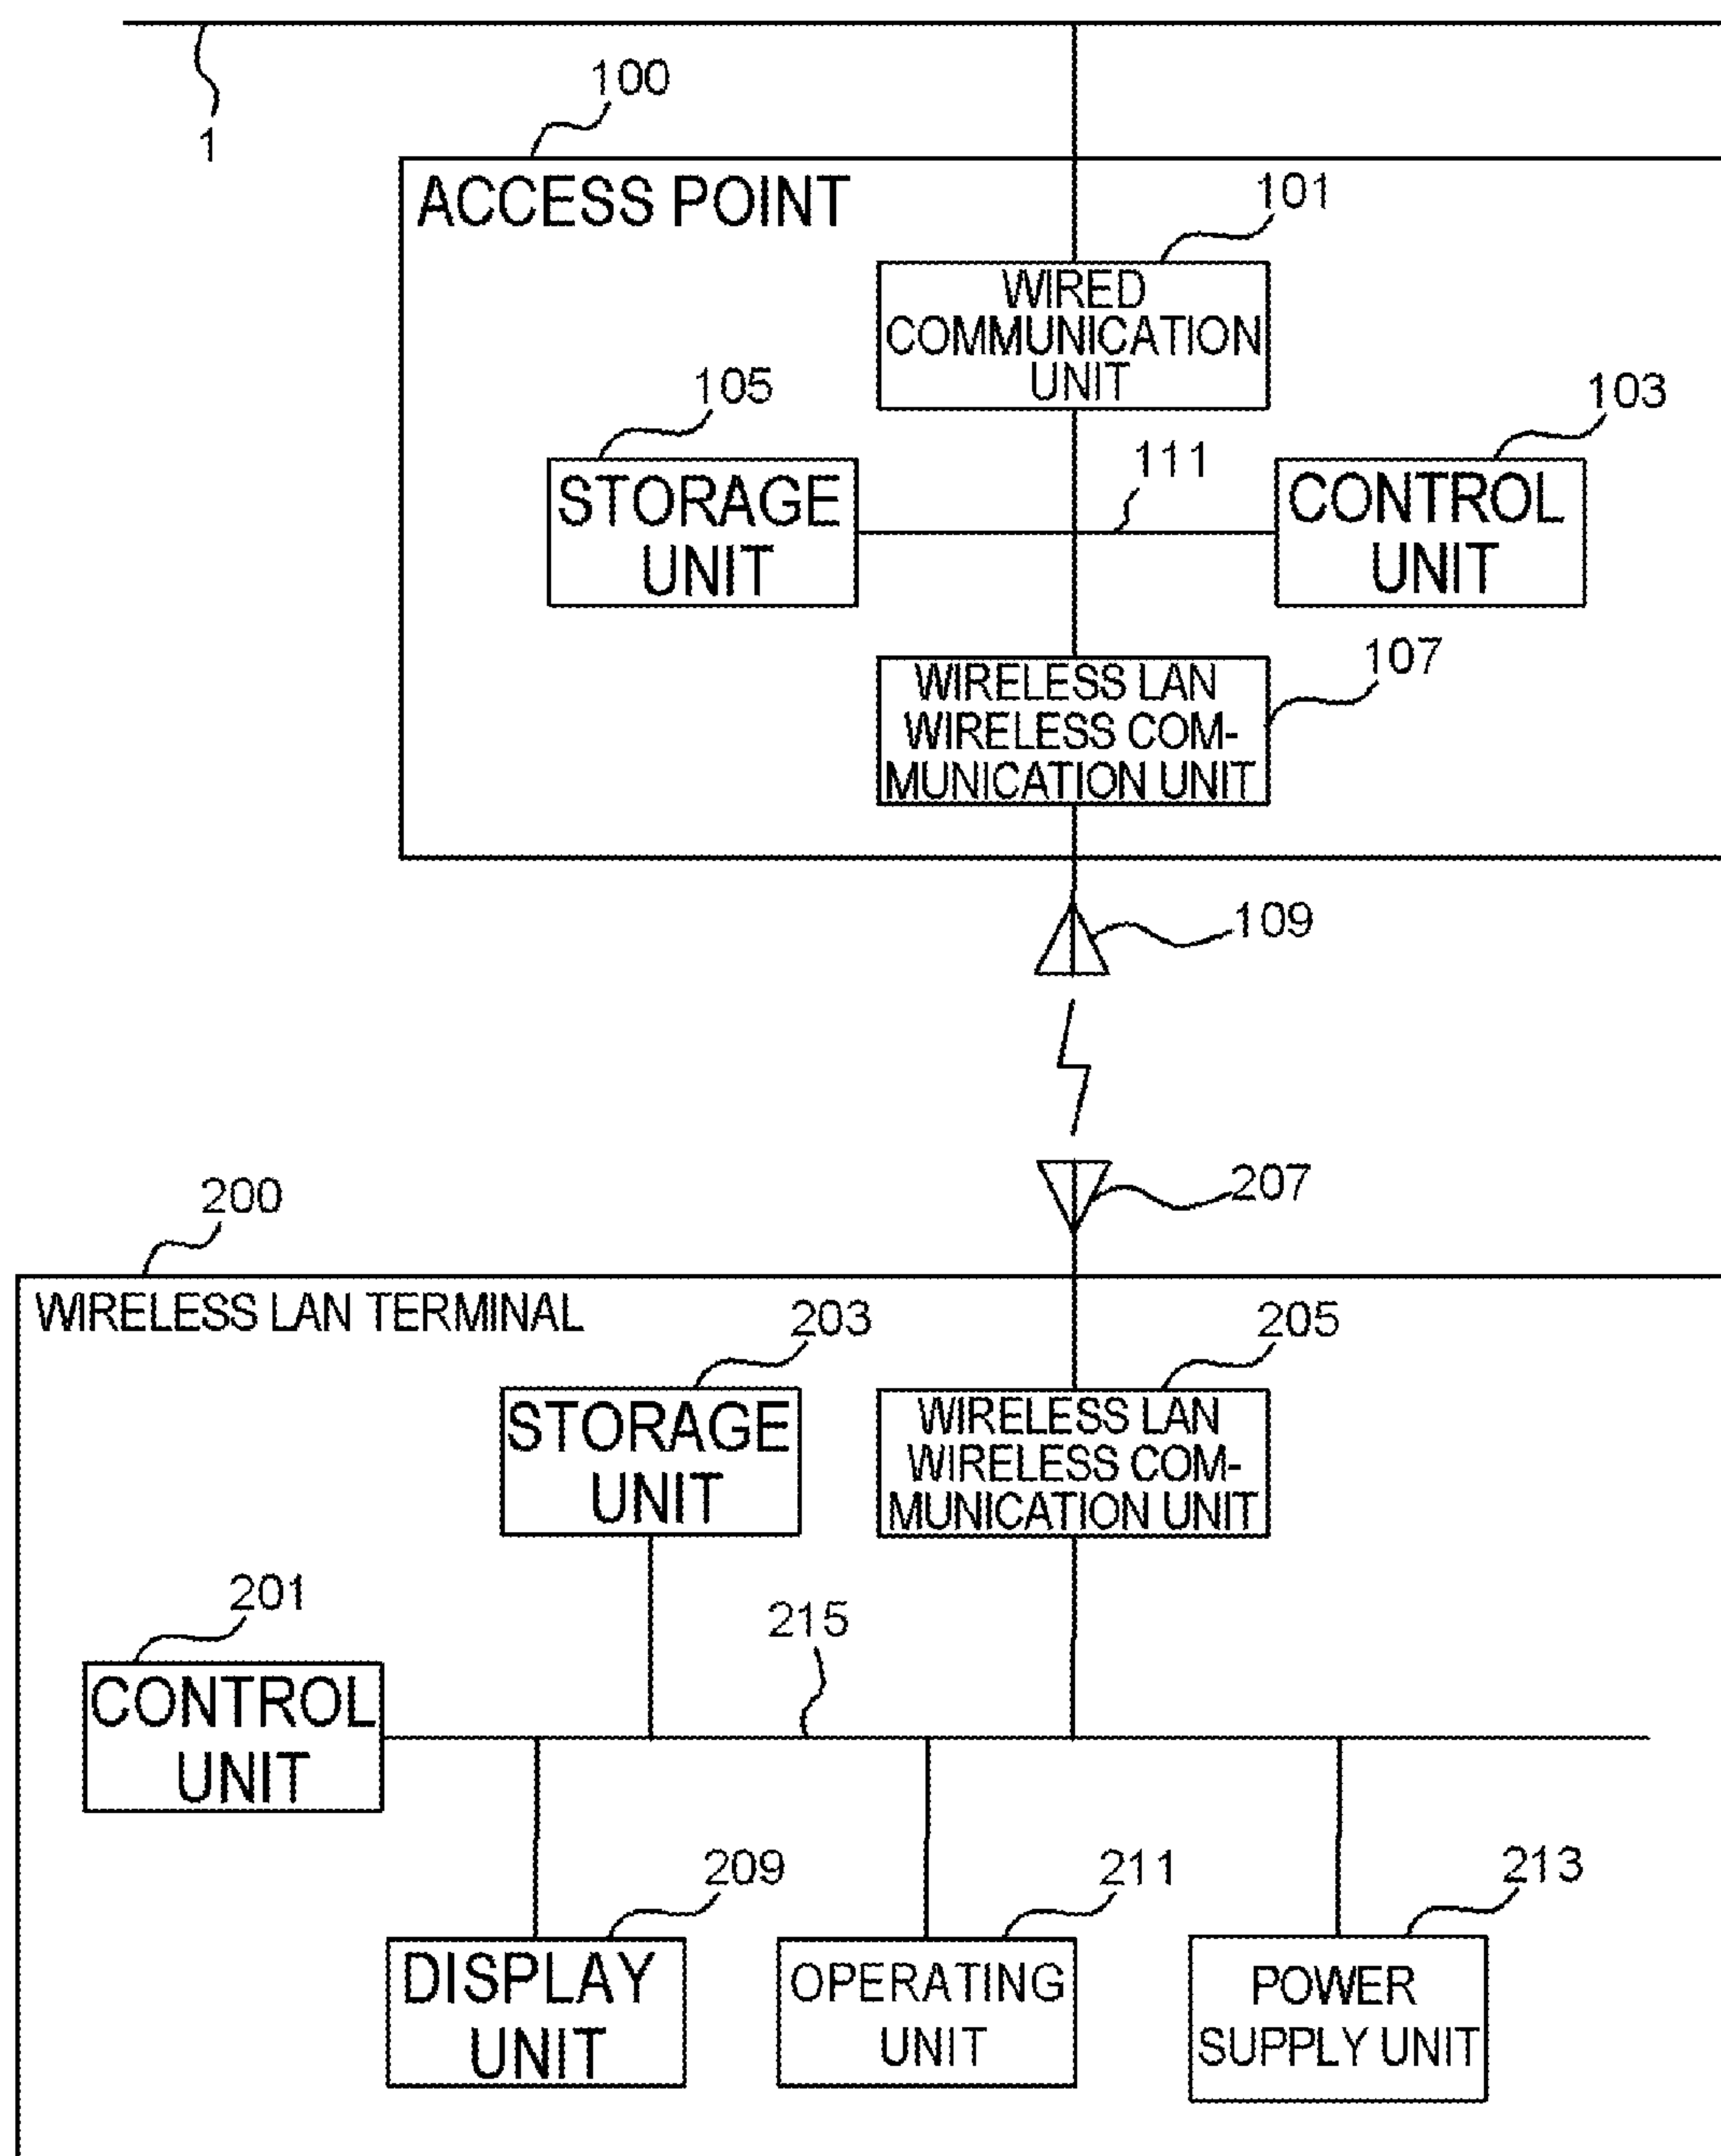 1
100
ACCESS POINT
101
WIRED
COMMUNICATION
UNIT
105
103
STORAGE
UNIT
111
CONTROL
UNIT
107
WIRELESS LAN
WIRELESS COM-
MUNICATION UNIT
109
207
200
WIRELESS LAN TERMINAL
203
205
STORAGE
UNIT
WIRELESS LAN
WIRELESS COM-
MUNICATION UNIT
201
215
CONTROL
UNIT
209
211
213
DISPLAY
UNIT
OPERATING
UNIT
POWER
SUPPLY UNIT